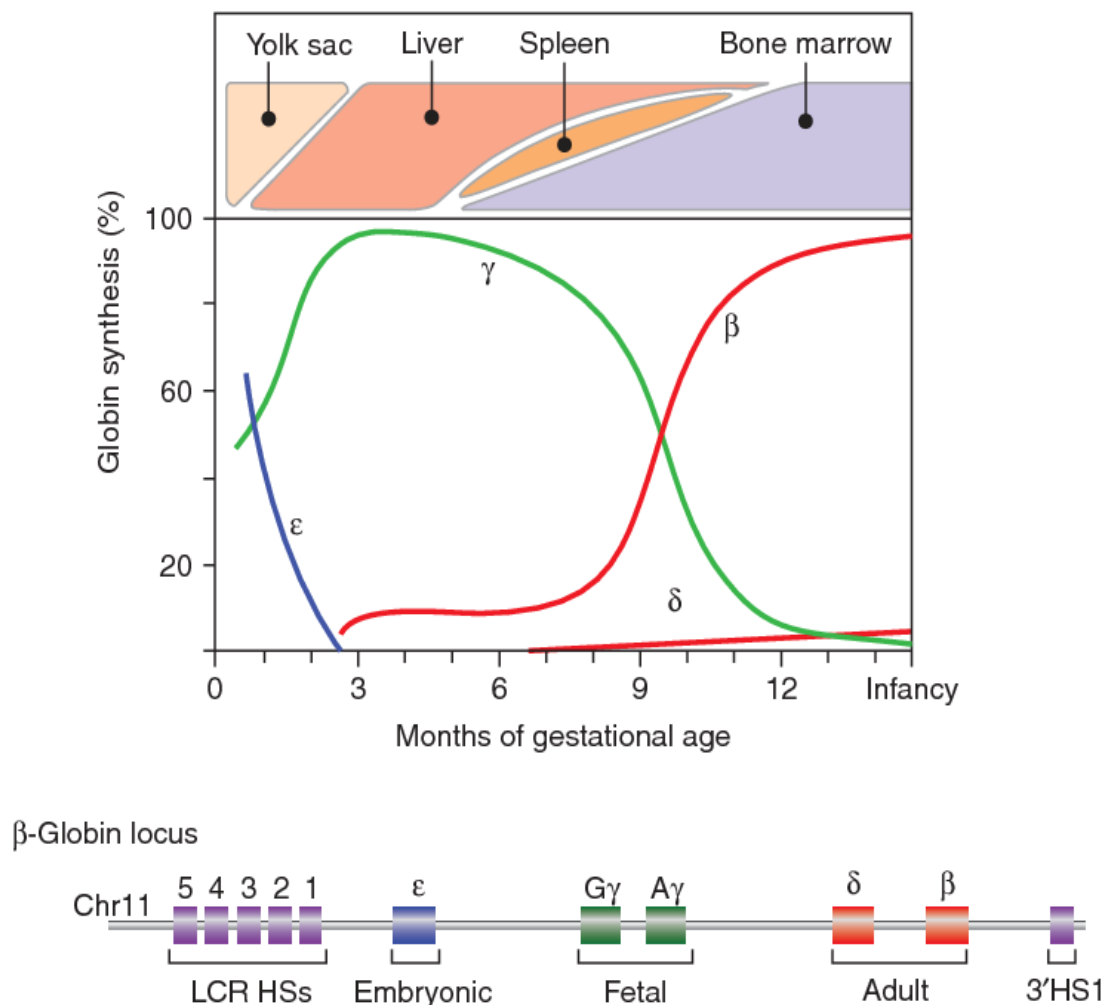 Yolk sac Liver Spleen Bone marrow
Globin synthesis (%)
100
60
20
γ
β
ε
δ
0 3 6 9 12 Infancy
Months of gestational age
β-Globin locus
Chr11
5 4 3 2 1 ε Gγ Aγ δ β
LCR HSs Embryonic Fetal Adult 3′HS1